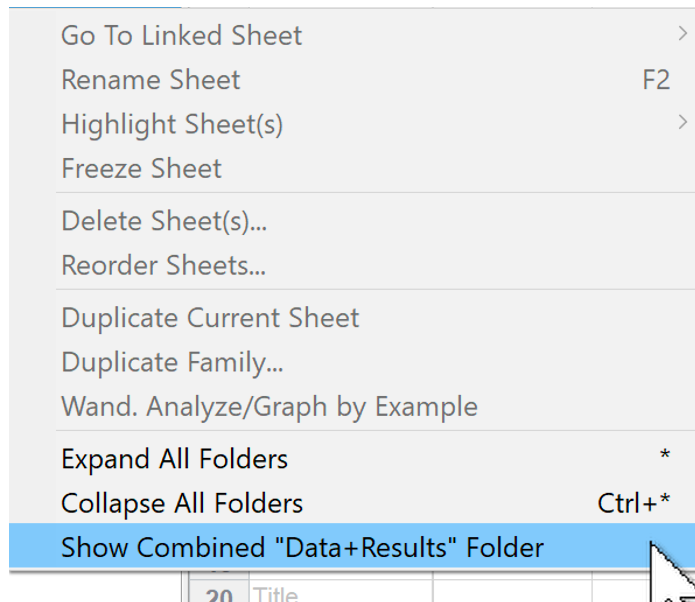 Go To Linked Sheet
Rename Sheet F2
Highlight Sheet(s)
Freeze Sheet
Delete Sheet(s)...
Reorder Sheets...
Duplicate Current Sheet
Duplicate Family...
Wand. Analyze/Graph by Example
Expand All Folders *
Collapse All Folders Ctrl+*
Show Combined "Data+Results" Folder
20 Title